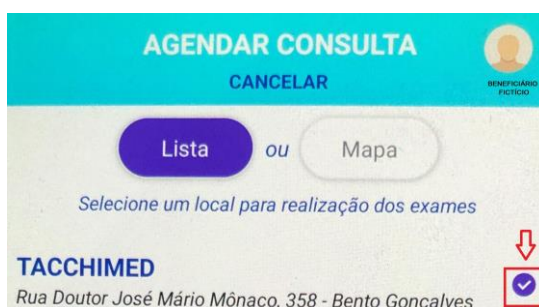 AGENDAR CONSULTA
CANCELAR
BENEFICIÁRIO
FICTÍCIO
Lista ou Mapa
Selecione um local para realização dos exames
TACCHIMED
Rua Doutor José Mário Mônaco, 358 - Bento Gonçalves